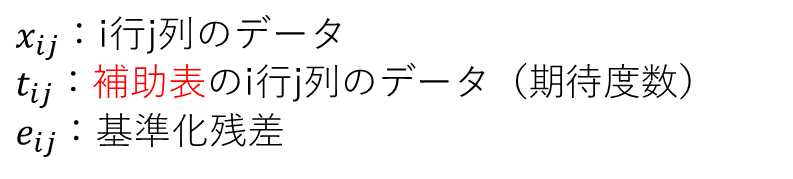 x_ij：i行j列のデータ
t_ij：補助表のi行j列のデータ（期待度数）
e_ij：基準化残差